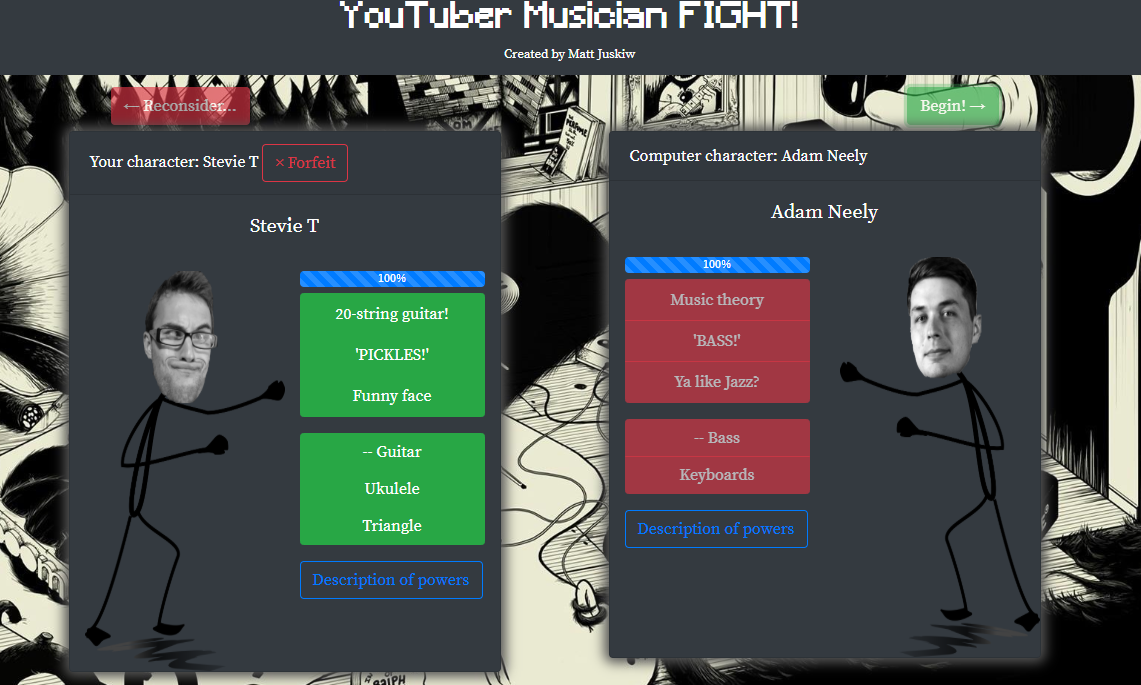 YouTuber Musician FIGHT!
Created by Matt Juskiw
← Reconsider...
Begin! →
Your character: Stevie T
× Forfeit
Stevie T
100%
20-string guitar!
'PICKLES!'
Funny face
-- Guitar
Ukulele
Triangle
Description of powers
Computer character: Adam Neely
Adam Neely
100%
Music theory
'BASS!'
Ya like Jazz?
-- Bass
Keyboards
Description of powers
RALPH